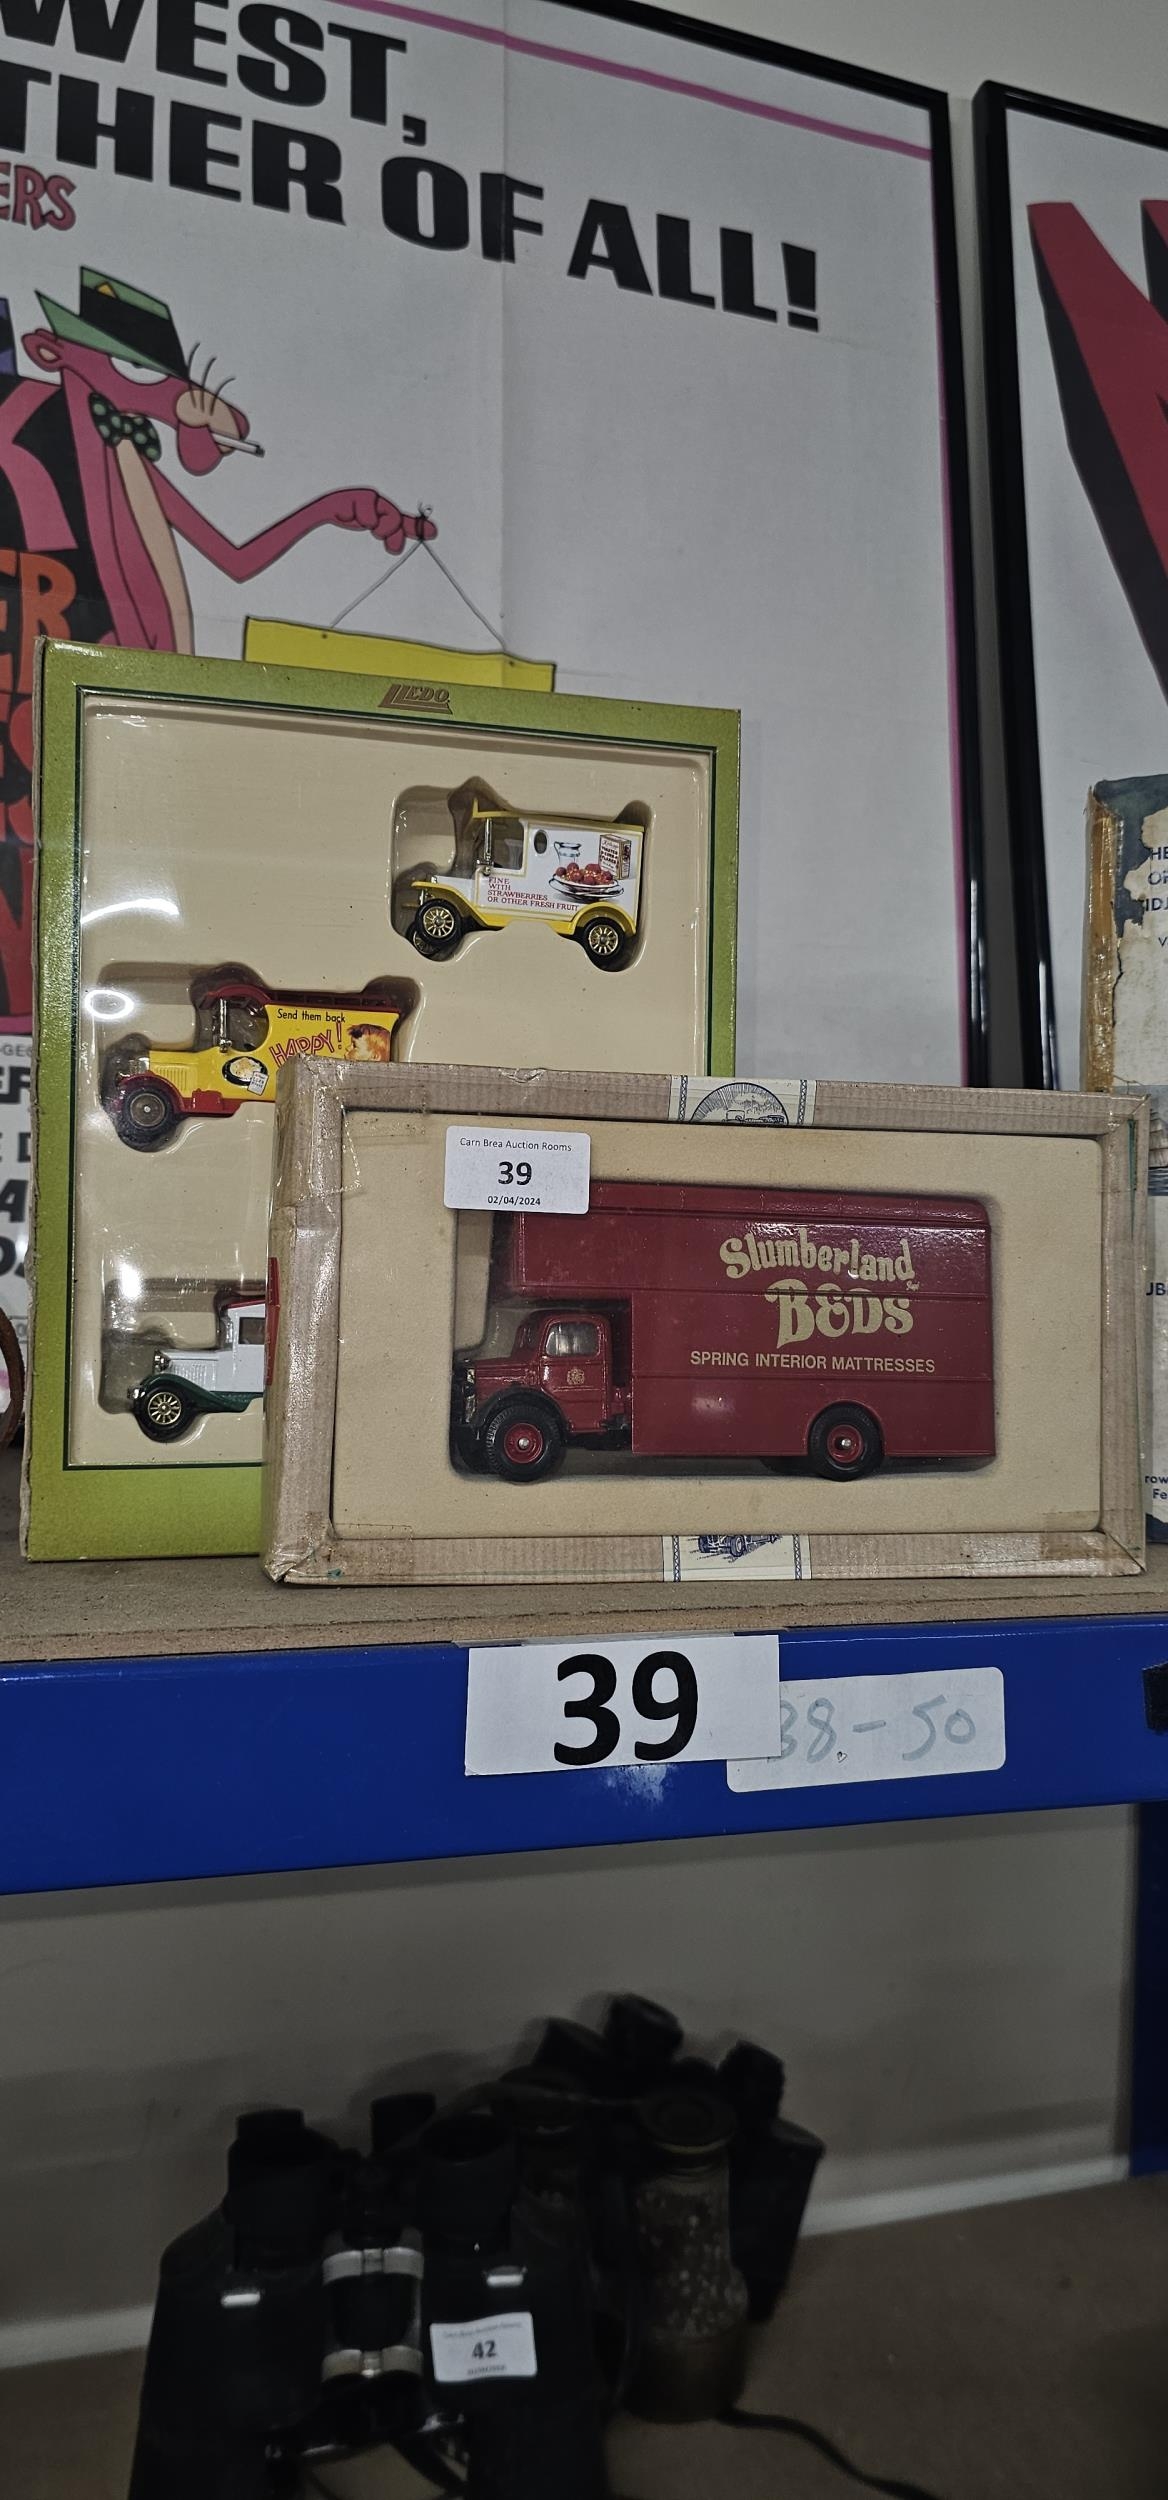 WEST,
THER OF ALL!
ERS
LLEDO
FINE
WITH
STRAWBERRIES
OR OTHER FRESH FRUIT
Send them back
HAPPY!
Carn Brea Auction Rooms
39
02/04/2024
Slumberland
BEDS
SPRING INTERIOR MATTRESSES
39
38.-50
42